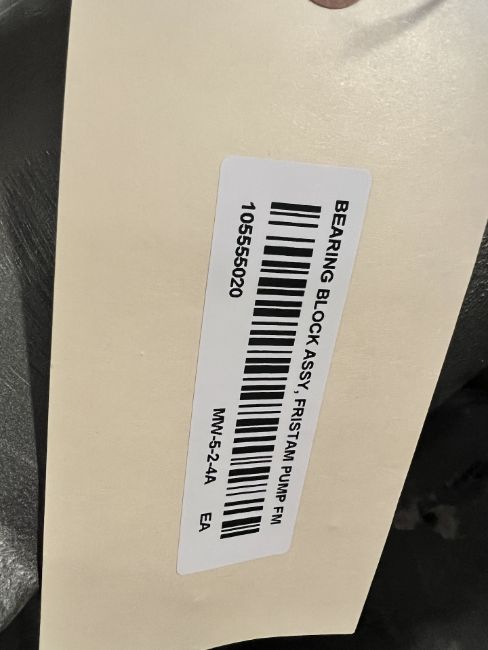 BEARING BLOCK ASSY, FRISTAM PUMP FM
105555020
MW-5-2-4A EA